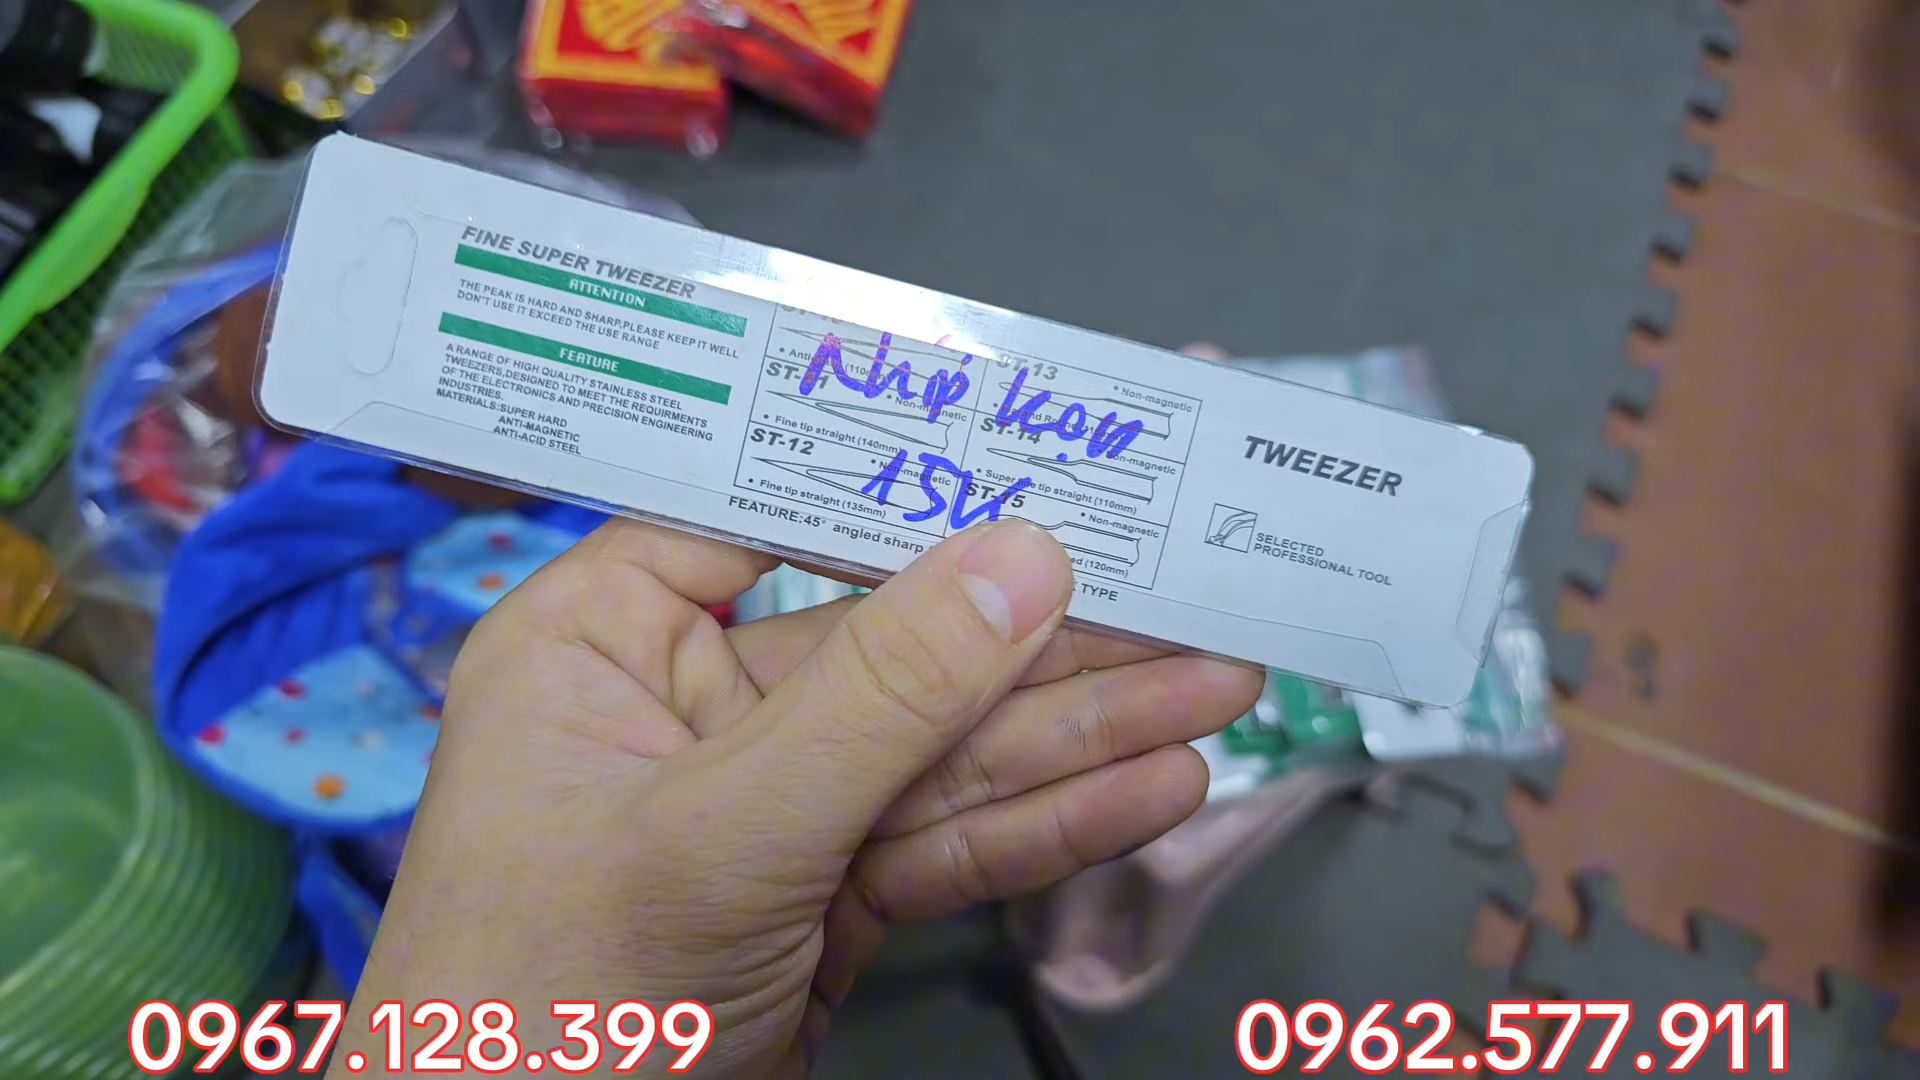 FINE SUPER TWEEZER
ATTENTION
THE PEAK IS HARD AND SHARP,PLEASE KEEP IT WELL
DON'T USE IT EXCEED THE USE RANGE
FEATURE
A RANGE OF HIGH QUALITY STAINLESS STEEL
TWEEZERS,DESIGNED TO MEET THE REQUIRMENTS
OF THE ELECTRONICS AND PRECISION ENGINEERING
INDUSTRIES.
MATERIALS:SUPER HARD
ANTI-MAGNETIC
ANTI-ACID STEEL
Nhíp kọn
15K
• Non-magnetic
• Fine tip straight (140mm)
ST-12
• Non-magnetic
• Fine tip straight (135mm)
ST-13
• Non-magnetic
ST-14
Non-magnetic
• Super fine tip straight (110mm)
ST-15
• Non-magnetic
(120mm)
FEATURE:45° angled sharp
TYPE
TWEEZER
SELECTED
PROFESSIONAL TOOL
0967.128.399
0962.577.911